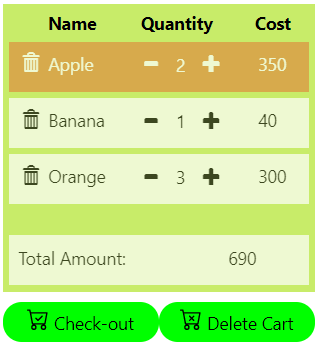 Name Quantity Cost
Apple 2 350
Banana 1 40
Orange 3 300
Total Amount: 690
Check-out Delete Cart